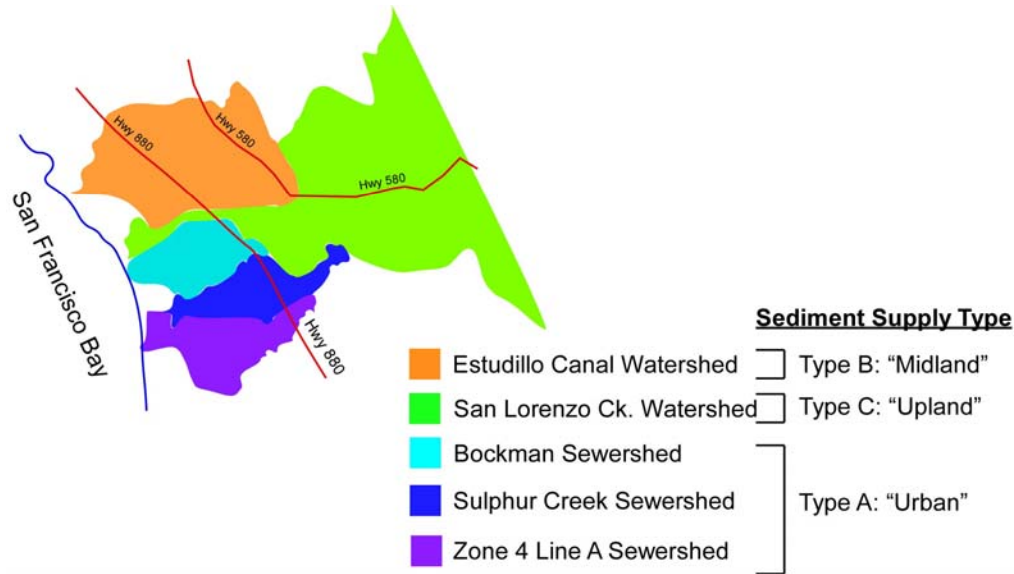 Hwy 880
Hwy 580
Hwy 580
San Francisco Bay
Hwy 880
Sediment Supply Type
Estudillo Canal Watershed
Type B: “Midland”
San Lorenzo Ck. Watershed
Type C: “Upland”
Bockman Sewershed
Sulphur Creek Sewershed
Type A: “Urban”
Zone 4 Line A Sewershed